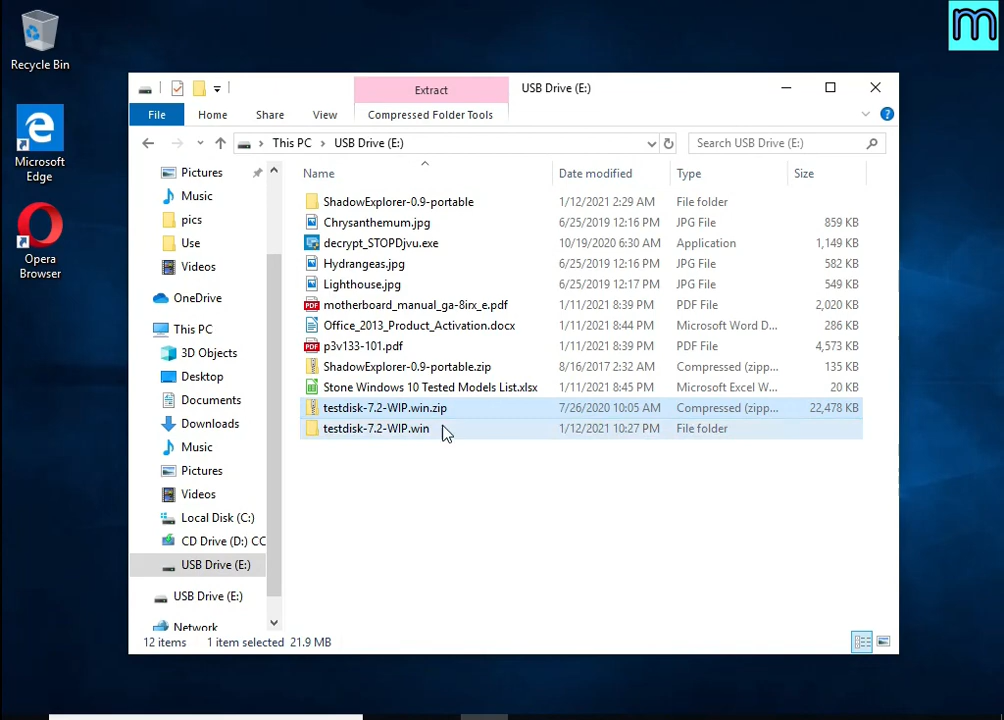 m
Recycle Bin
Microsoft
Edge
Opera
Browser
Extract
USB Drive (E:)
File
Home
Share
View
Compressed Folder Tools
This PC > USB Drive (E:)
Search USB Drive (E:)
Name
Date modified
Type
Size
Pictures
Music
pics
Use
Videos
OneDrive
This PC
3D Objects
Desktop
Documents
Downloads
Music
Pictures
Videos
Local Disk (C:)
CD Drive (D:) CC
USB Drive (E:)
USB Drive (E:)
Network
ShadowExplorer-0.9-portable 1/12/2021 2:29 AM File folder
Chrysanthemum.jpg 6/25/2019 12:16 PM JPG File 859 KB
decrypt_STOPDjvu.exe 10/19/2020 6:30 AM Application 1,149 KB
Hydrangeas.jpg 6/25/2019 12:16 PM JPG File 582 KB
Lighthouse.jpg 6/25/2019 12:17 PM JPG File 549 KB
PDF motherboard_manual_ga-8irx_e.pdf 1/11/2021 8:39 PM PDF File 2,020 KB
Office_2013_Product_Activation.docx 1/11/2021 8:44 PM Microsoft Word D... 286 KB
PDF p3v133-101.pdf 1/11/2021 8:39 PM PDF File 4,573 KB
ShadowExplorer-0.9-portable.zip 8/16/2017 2:32 AM Compressed (zipp... 135 KB
Stone Windows 10 Tested Models List.xlsx 1/11/2021 8:45 PM Microsoft Excel W... 20 KB
testdisk-7.2-WIP.win.zip 7/26/2020 10:05 AM Compressed (zipp... 22,478 KB
testdisk-7.2-WIP.win 1/12/2021 10:27 PM File folder
12 items 1 item selected 21.9 MB